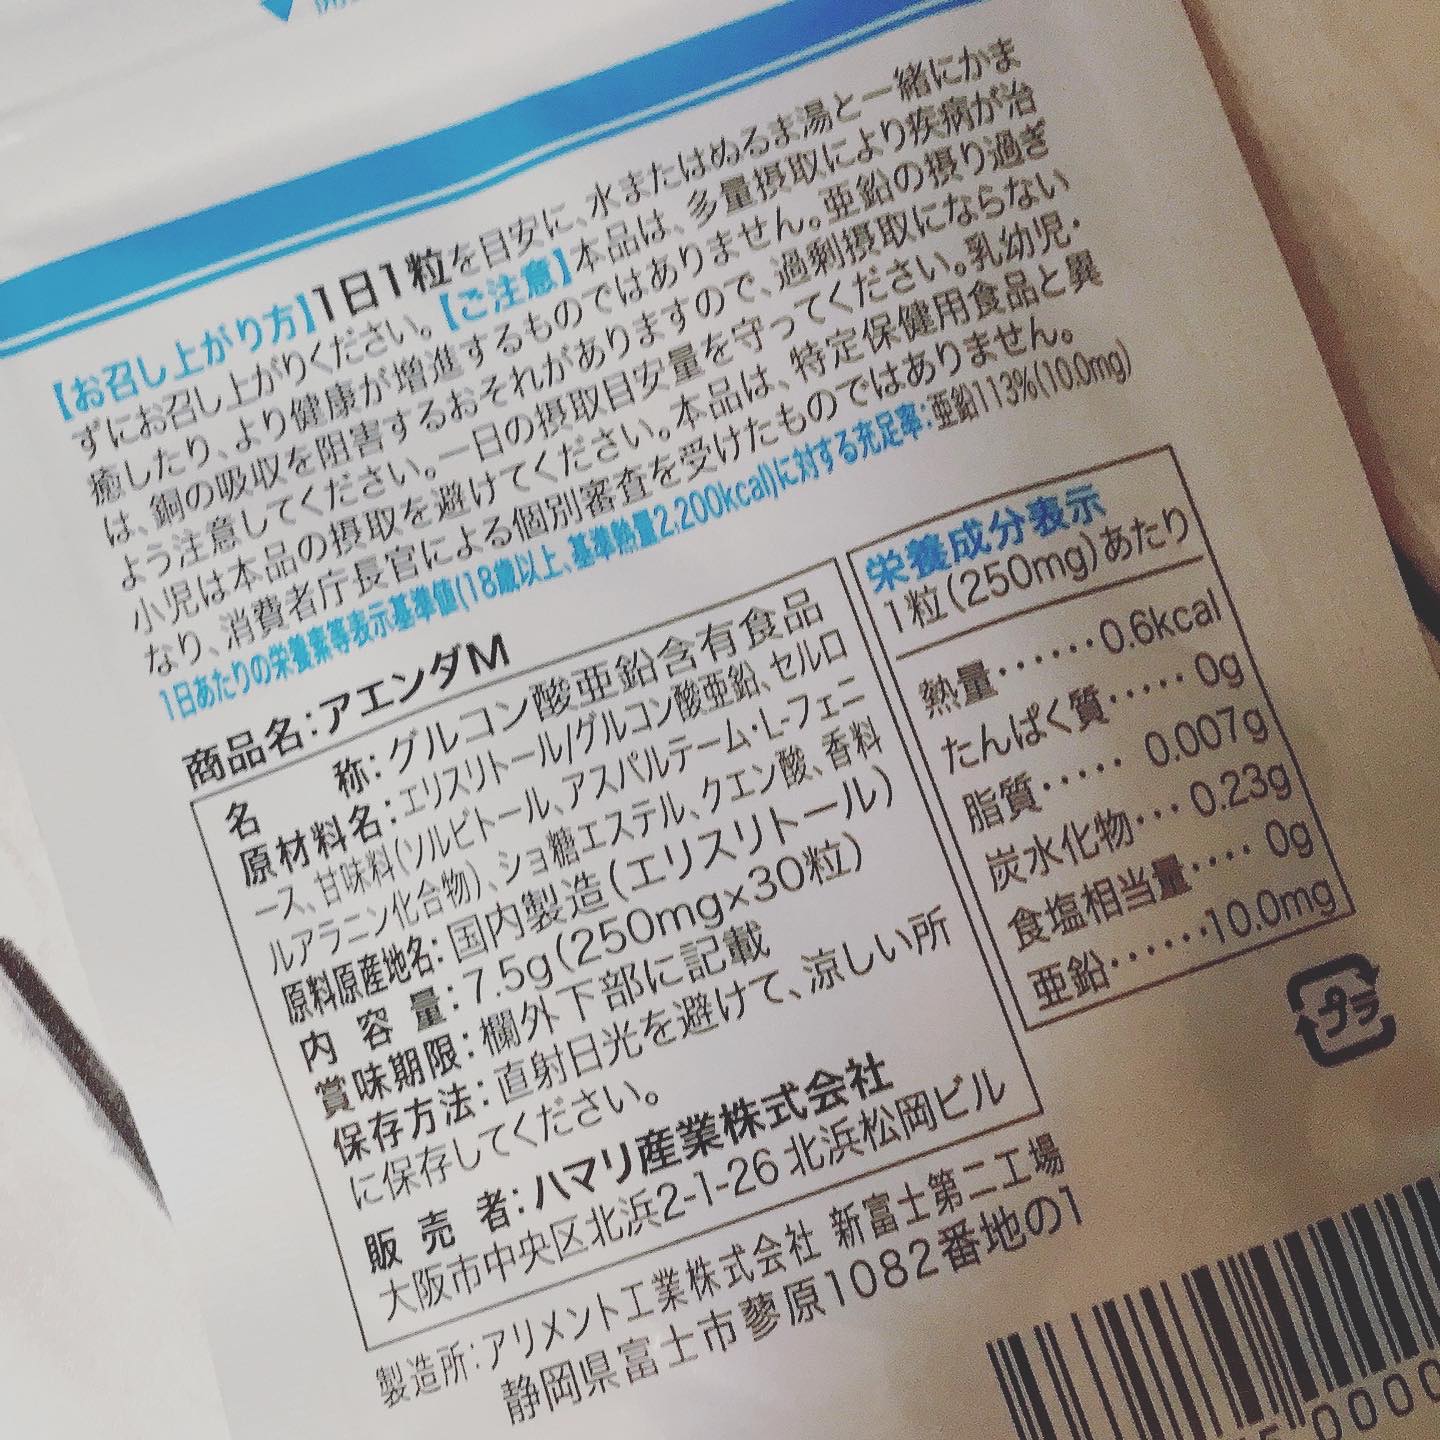 【お召し上がり方】1日1粒を目安に、水またはぬるま湯と一緒にかま
ずにお召し上がりください。【ご注意】本品は、多量摂取により疾病が治
癒したり、より健康が増進するものではありません。亜鉛の摂り過ぎ
は、銅の吸収を阻害するおそれがありますので、過剰摂取にならない
よう注意してください。一日の摂取目安量を守ってください。乳幼児・
小児は本品の摂取を避けてください。本品は、特定保健用食品と異
なり、消費者庁長官による個別審査を受けたものではありません。
1日あたりの栄養素等表示基準値(18歳以上、基準熱量2,200kcal)に対する充足率:亜鉛113%(10.0mg)
商品名:アエンダM
名称:グルコン酸亜鉛含有食品
原材料名:エリスリトール/グルコン酸亜鉛、セルロ
ース、甘味料(ソルビトール、アスパルテーム・L-フェニ
ルアラニン化合物)、ショ糖エステル、クエン酸、香料
原料原産地名:国内製造(エリスリトール)
内容量:7.5g(250mg×30粒)
賞味期限:欄外下部に記載
保存方法:直射日光を避けて、涼しい所
に保存してください。
販売者:ハマリ産業株式会社
大阪市中央区北浜2-1-26 北浜松岡ビル
製造所:アリメント工業株式会社 新富士第二工場
静岡県富士市蓼原1082番地の1
栄養成分表示
1粒(250mg)あたり
熱量……0.6kcal
たんぱく質……0g
脂質……0.007g
炭水化物…0.23g
食塩相当量……0g
亜鉛……10.0mg
プラ